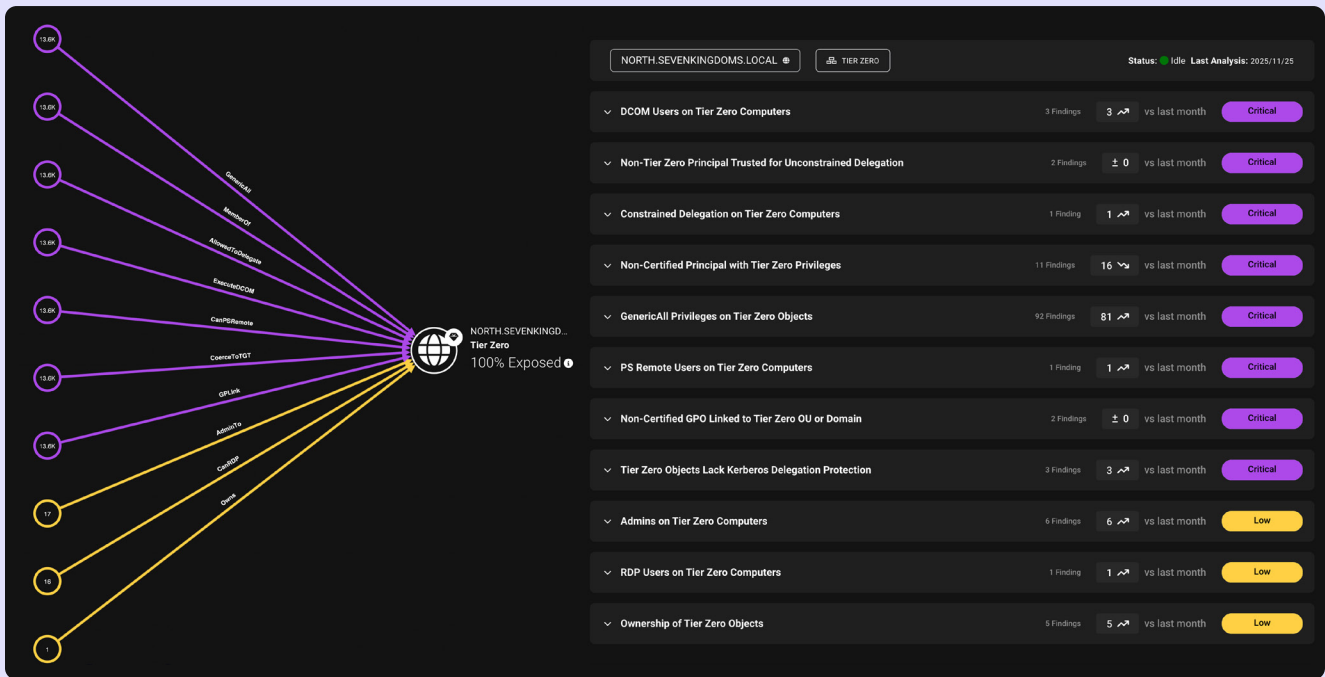 13.6K
13.6K
13.6K
13.6K
13.6K
13.6K
13.6K
17
16
1
GenericAll
MemberOf
AllowedToDelegate
ExecuteDCOM
CanPSRemote
CoerceToTGT
GPLink
AdminTo
CanRDP
Owns
NORTH.SEVENKINGD...
Tier Zero
100% Exposed
NORTH.SEVENKINGDOMS.LOCAL TIER ZERO Status: Idle Last Analysis: 2025/11/25
DCOM Users on Tier Zero Computers 3 Findings 3 vs last month Critical
Non-Tier Zero Principal Trusted for Unconstrained Delegation 2 Findings ± 0 vs last month Critical
Constrained Delegation on Tier Zero Computers 1 Finding 1 vs last month Critical
Non-Certified Principal with Tier Zero Privileges 11 Findings 16 vs last month Critical
GenericAll Privileges on Tier Zero Objects 92 Findings 81 vs last month Critical
PS Remote Users on Tier Zero Computers 1 Finding 1 vs last month Critical
Non-Certified GPO Linked to Tier Zero OU or Domain 2 Findings ± 0 vs last month Critical
Tier Zero Objects Lack Kerberos Delegation Protection 3 Findings 3 vs last month Critical
Admins on Tier Zero Computers 6 Findings 6 vs last month Low
RDP Users on Tier Zero Computers 1 Finding 1 vs last month Low
Ownership of Tier Zero Objects 5 Findings 5 vs last month Low